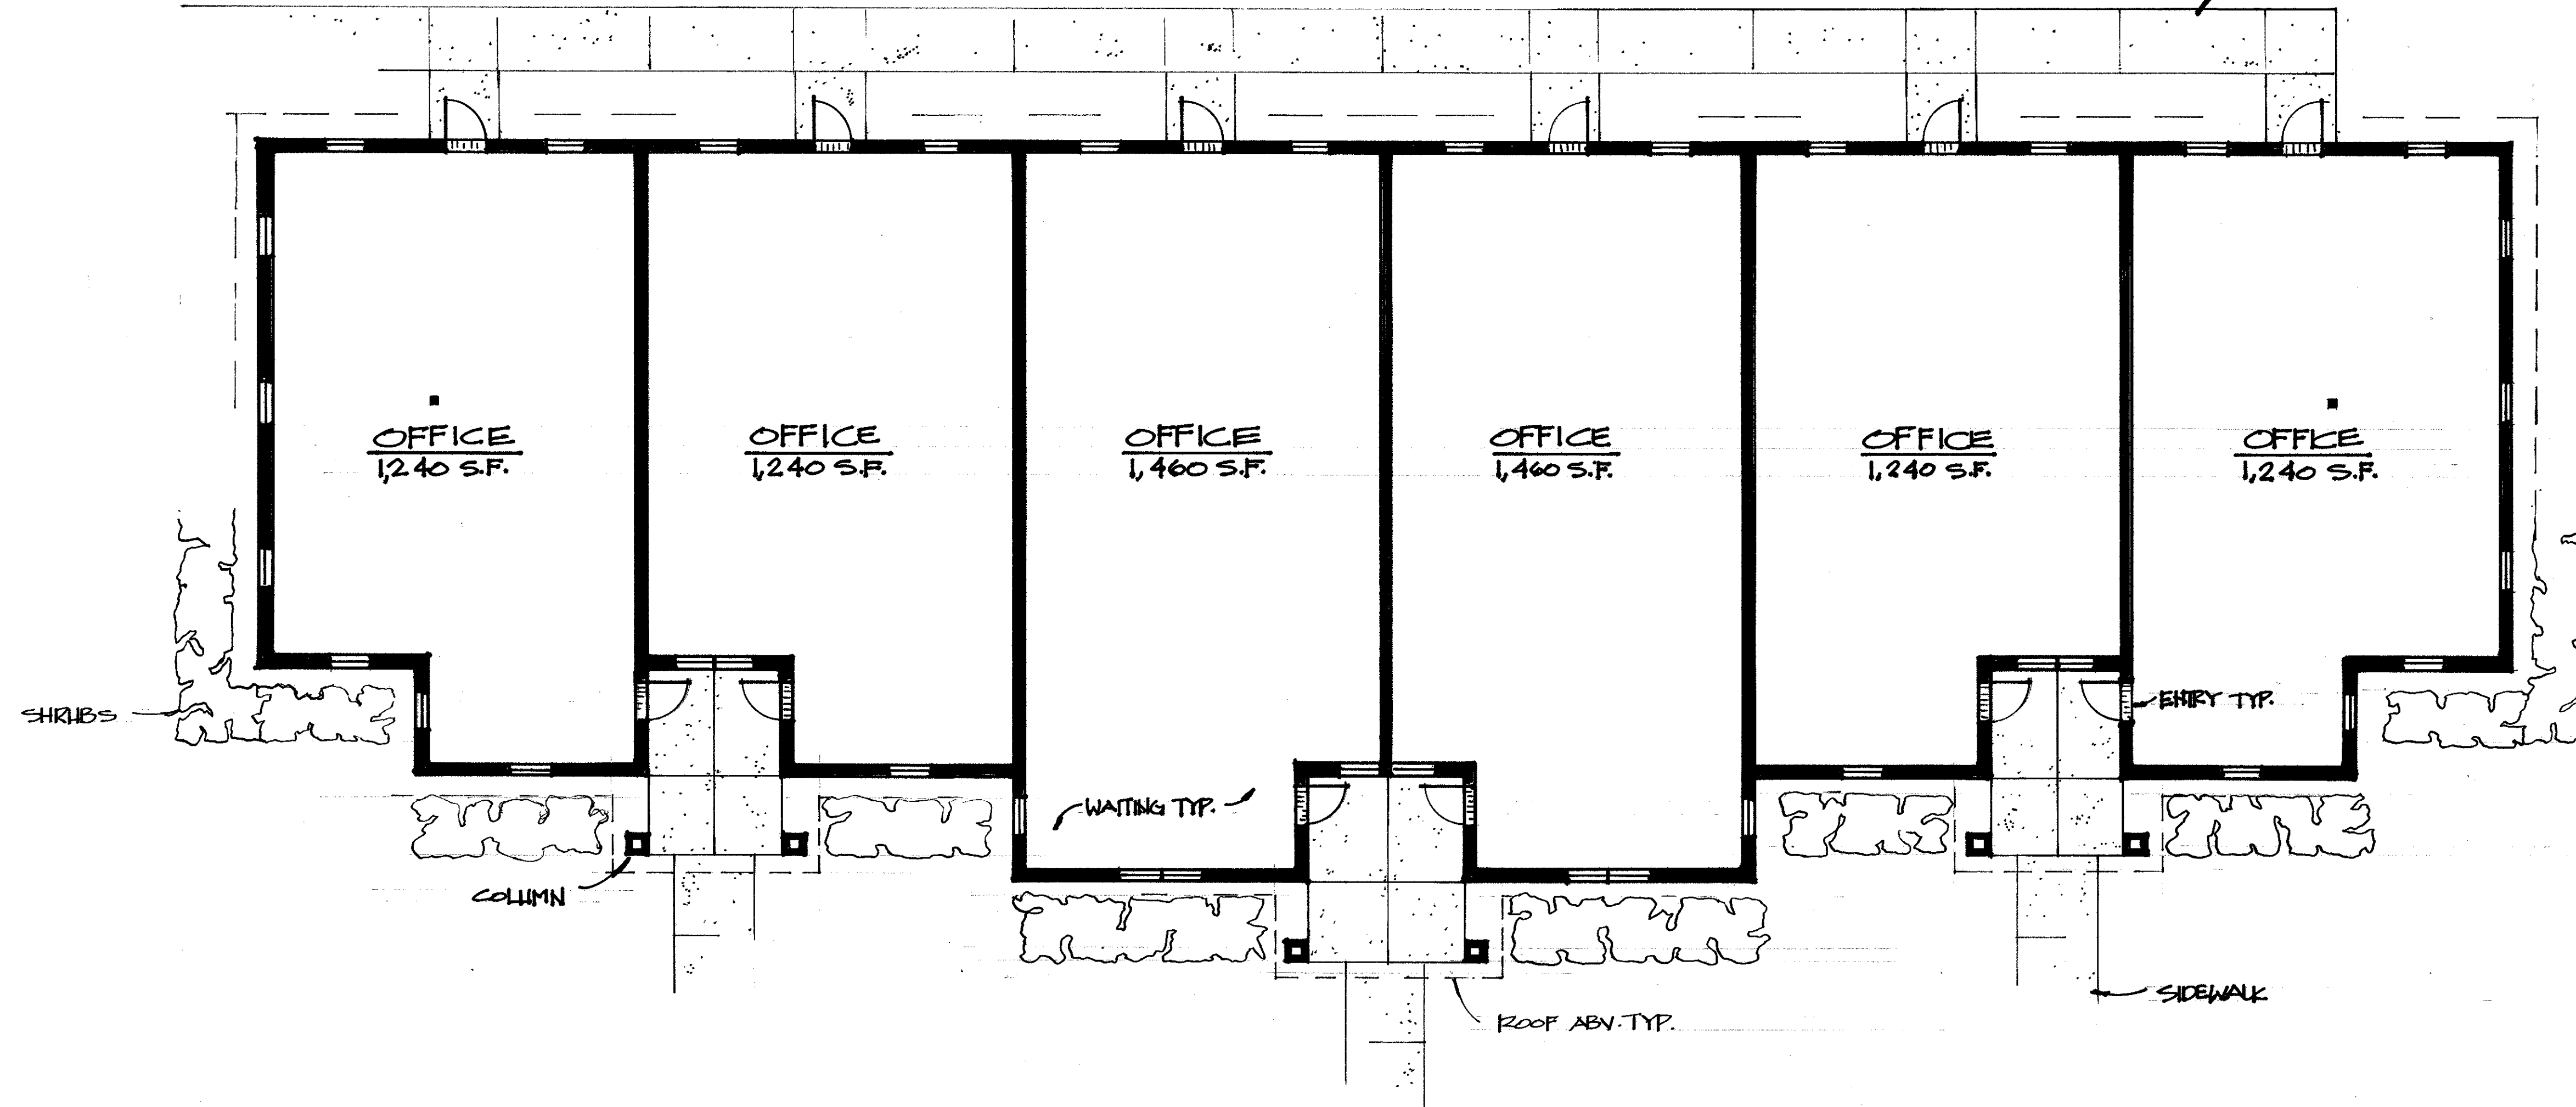 OFFICE
1,240 S.F.
OFFICE
1,240 S.F.
OFFICE
1,460 S.F.
OFFICE
1,460 S.F.
OFFICE
1,240 S.F.
OFFICE
1,240 S.F.
SHRUBS
ENTRY TYP.
WAITING TYP.
COLUMN
SIDEWALK
ROOF ABV. TYP.